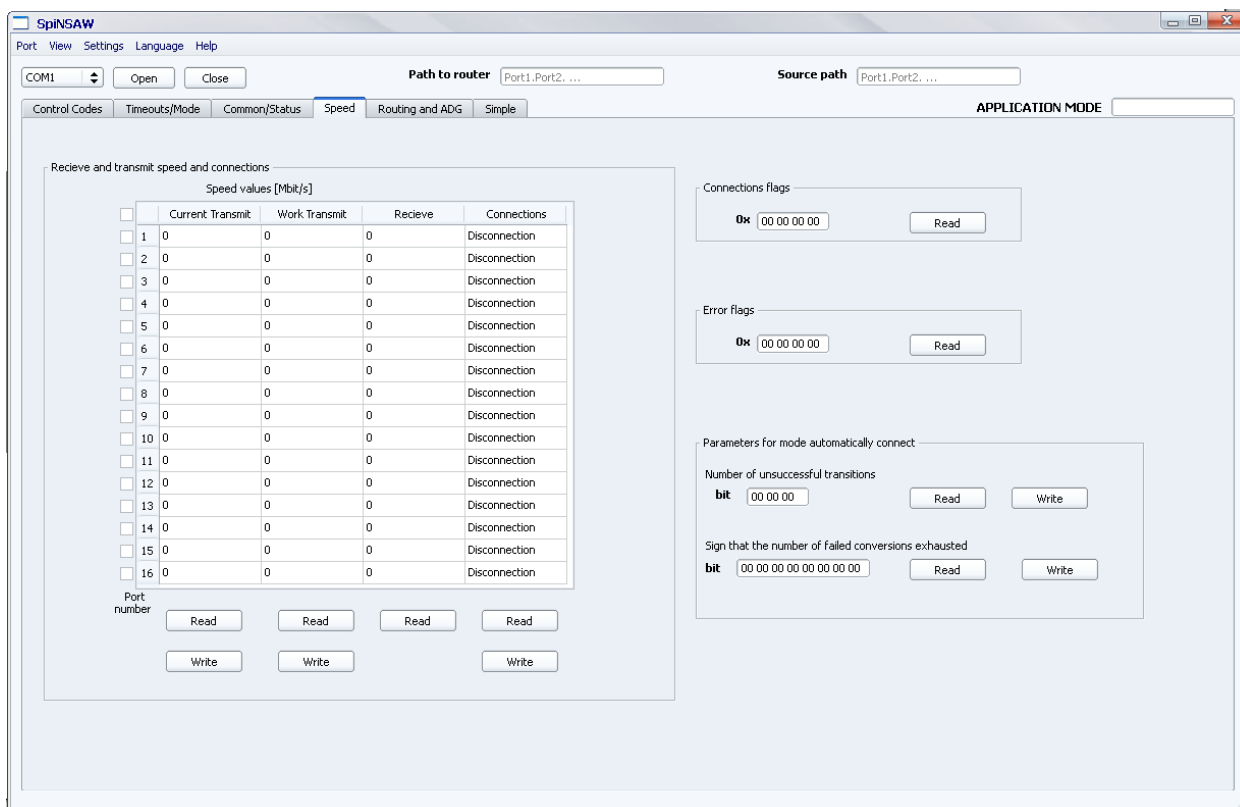 SpiNSAW
Port View Settings Language Help
COM1 Open Close Path to router Port1.Port2. ... Source path Port1.Port2. ...
Control Codes Timeouts/Mode Common/Status Speed Routing and ADG Simple APPLICATION MODE
Recieve and transmit speed and connections
Speed values [Mbit/s]
Current Transmit Work Transmit Recieve Connections
1 0 0 0 Disconnection
2 0 0 0 Disconnection
3 0 0 0 Disconnection
4 0 0 0 Disconnection
5 0 0 0 Disconnection
6 0 0 0 Disconnection
7 0 0 0 Disconnection
8 0 0 0 Disconnection
9 0 0 0 Disconnection
10 0 0 0 Disconnection
11 0 0 0 Disconnection
12 0 0 0 Disconnection
13 0 0 0 Disconnection
14 0 0 0 Disconnection
15 0 0 0 Disconnection
16 0 0 0 Disconnection
Port
number
Read Read Read Read
Write Write Write
Connections flags
0x 00 00 00 00 Read
Error flags
0x 00 00 00 00 Read
Parameters for mode automatically connect
Number of unsuccessful transitions
bit 00 00 00 Read Write
Sign that the number of failed conversions exhausted
bit 00 00 00 00 00 00 00 00 Read Write